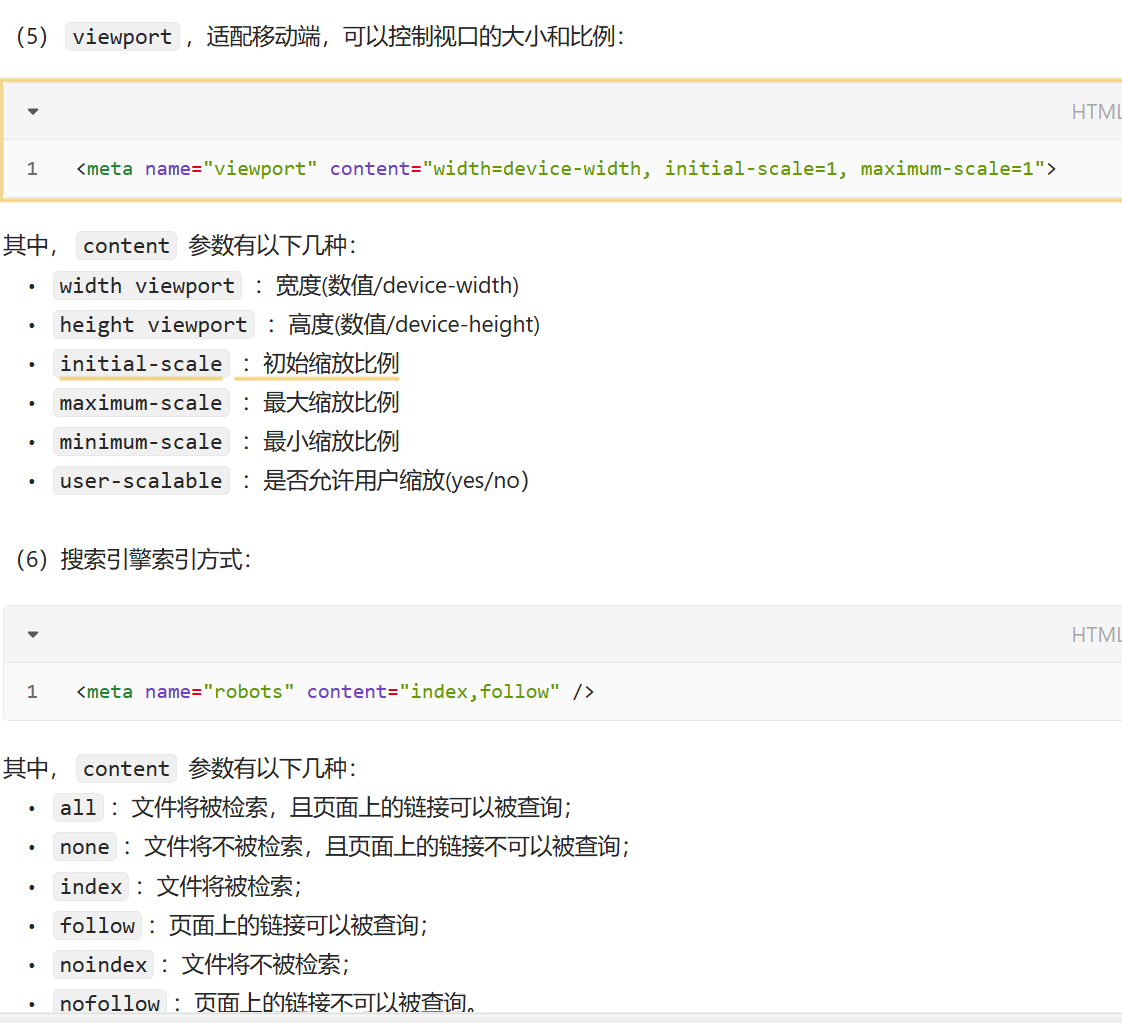 （5） viewport ，适配移动端，可以控制视口的大小和比例：
HTML
1 <meta name="viewport" content="width=device-width, initial-scale=1, maximum-scale=1">
其中， content 参数有以下几种：
• width viewport ：宽度(数值/device-width)
• height viewport ：高度(数值/device-height)
• initial-scale ：初始缩放比例
• maximum-scale ：最大缩放比例
• minimum-scale ：最小缩放比例
• user-scalable ：是否允许用户缩放(yes/no）
（6）搜索引擎索引方式：
HTML
1 <meta name="robots" content="index,follow" />
其中， content 参数有以下几种：
• all ：文件将被检索，且页面上的链接可以被查询；
• none ：文件将不被检索，且页面上的链接不可以被查询；
• index ：文件将被检索；
• follow ：页面上的链接可以被查询；
• noindex ：文件将不被检索；
• nofollow ：页面上的链接不可以被查询。